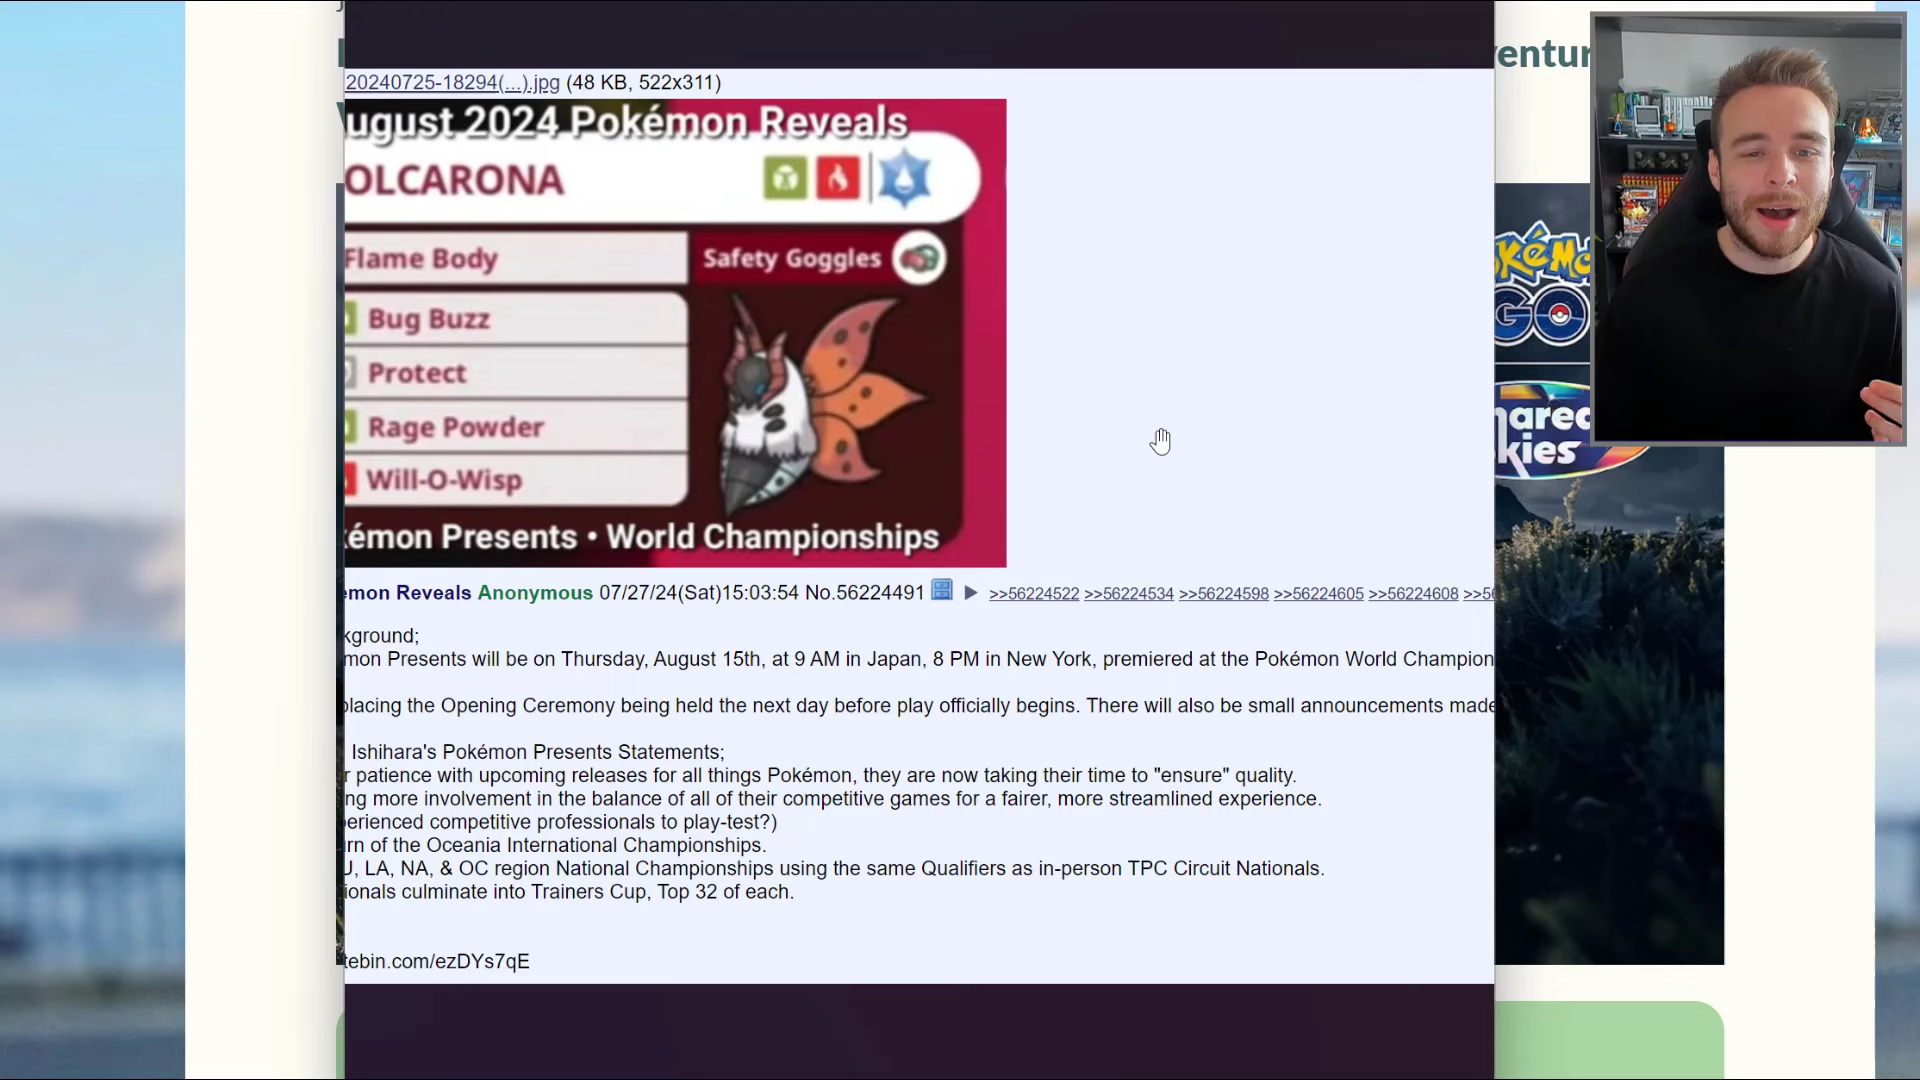 20240725-18294(...).jpg (48 KB, 522x311)
ugust 2024 Pokémon Reveals
OLCARONA
Flame Body
Safety Goggles
Bug Buzz
Protect
Rage Powder
Will-O-Wisp
kémon Presents • World Championships
emon Reveals Anonymous 07/27/24(Sat)15:03:54 No.56224491 ▶ >>56224522 >>56224534 >>56224598 >>56224605 >>56224608 >>56
kground;
mon Presents will be on Thursday, August 15th, at 9 AM in Japan, 8 PM in New York, premiered at the Pokémon World Champion
placing the Opening Ceremony being held the next day before play officially begins. There will also be small announcements made
Ishihara's Pokémon Presents Statements;
r patience with upcoming releases for all things Pokémon, they are now taking their time to "ensure" quality.
ng more involvement in the balance of all of their competitive games for a fairer, more streamlined experience.
perienced competitive professionals to play-test?)
urn of the Oceania International Championships.
U, LA, NA, & OC region National Championships using the same Qualifiers as in-person TPC Circuit Nationals.
ionals culminate into Trainers Cup, Top 32 of each.
tebin.com/ezDYs7qE
ventur
kémo
GO
hared
kies